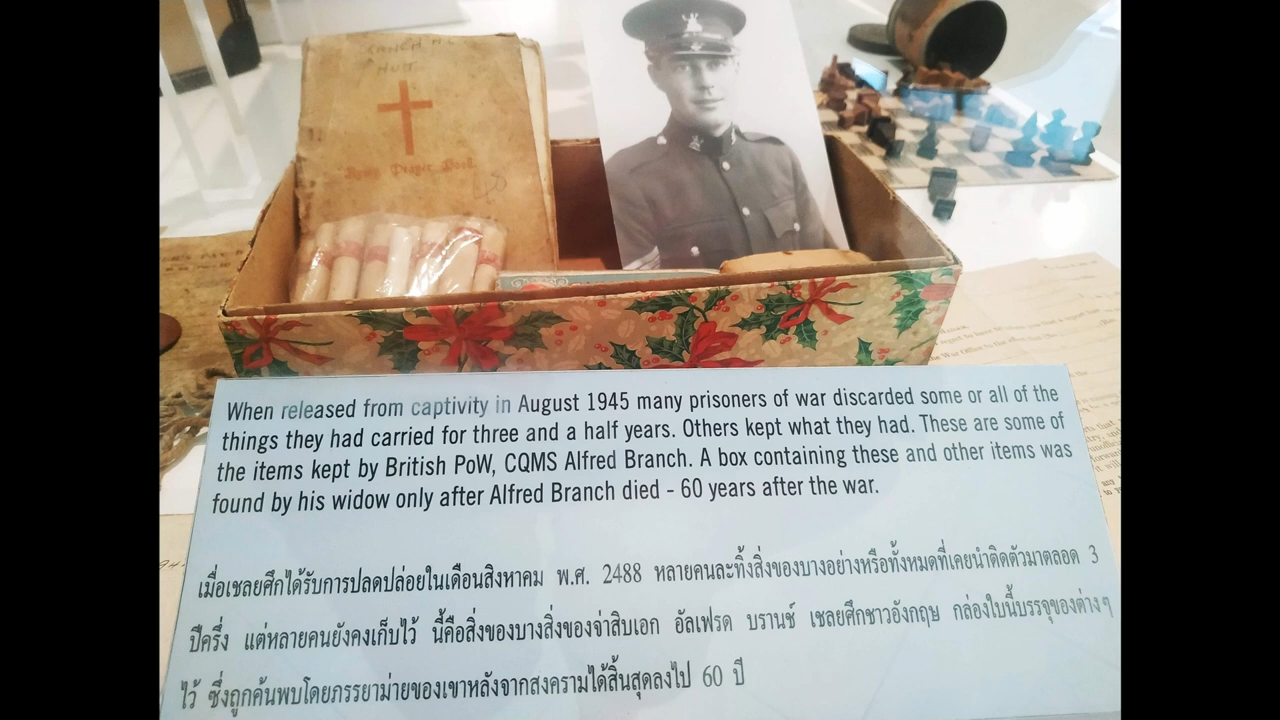 HUT
Prayer Book
When released from captivity in August 1945 many prisoners of war discarded some or all of the
things they had carried for three and a half years. Others kept what they had. These are some of
the items kept by British PoW, CQMS Alfred Branch. A box containing these and other items was
found by his widow only after Alfred Branch died - 60 years after the war.
เมื่อเชลยศึกได้รับการปลดปล่อยในเดือนสิงหาคม พ.ศ. 2488 หลายคนละทิ้งสิ่งของบางอย่างหรือทั้งหมดที่เคยนำติดตัวมาตลอด 3
ปีครึ่ง แต่หลายคนยังคงเก็บไว้ นี้คือสิ่งของบางสิ่งของจ่าสิบเอก อัลเฟรด บรานช์ เชลยศึกชาวอังกฤษ กล่องใบนี้บรรจุของต่างๆ
ไว้ ซึ่งถูกค้นพบโดยภรรยาม่ายของเขาหลังจากสงครามได้สิ้นสุดลงไป 60 ปี